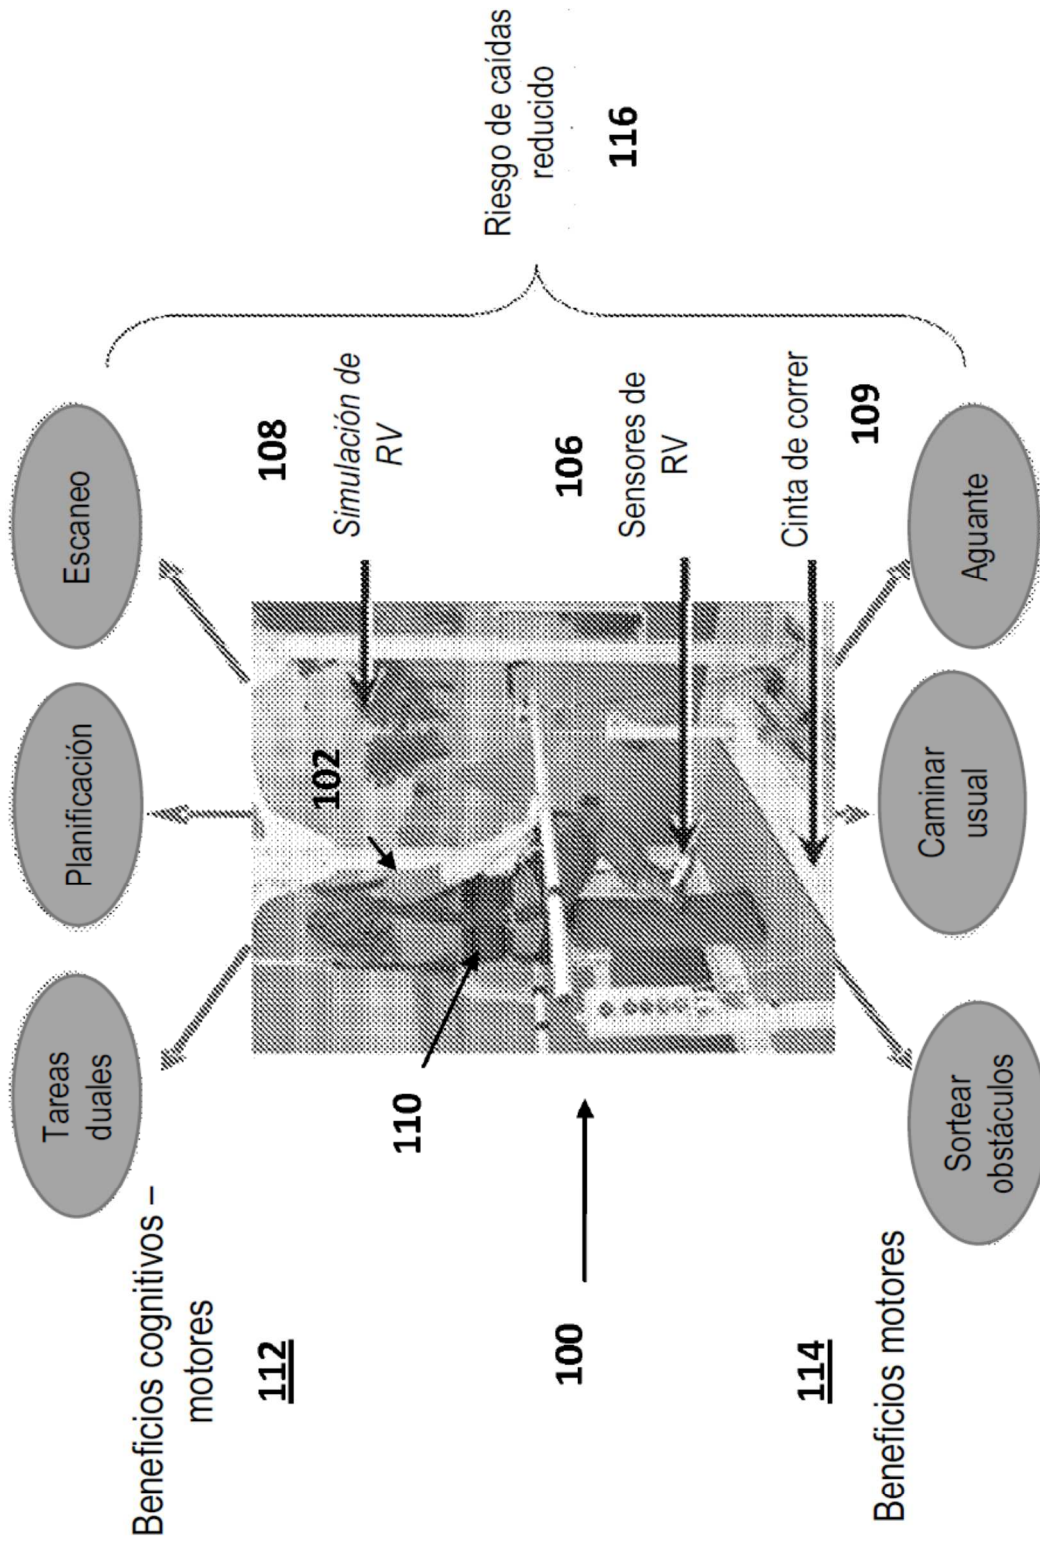 Beneficios cognitivos –
motores
112
Tareas
duales
Planificación
Escaneo
110
102
108
Simulación de
RV
100
106
Sensores de
RV
Cinta de correr
109
114
Beneficios motores
Sortear
obstáculos
Caminar
usual
Aguante
Riesgo de caídas
reducido
116